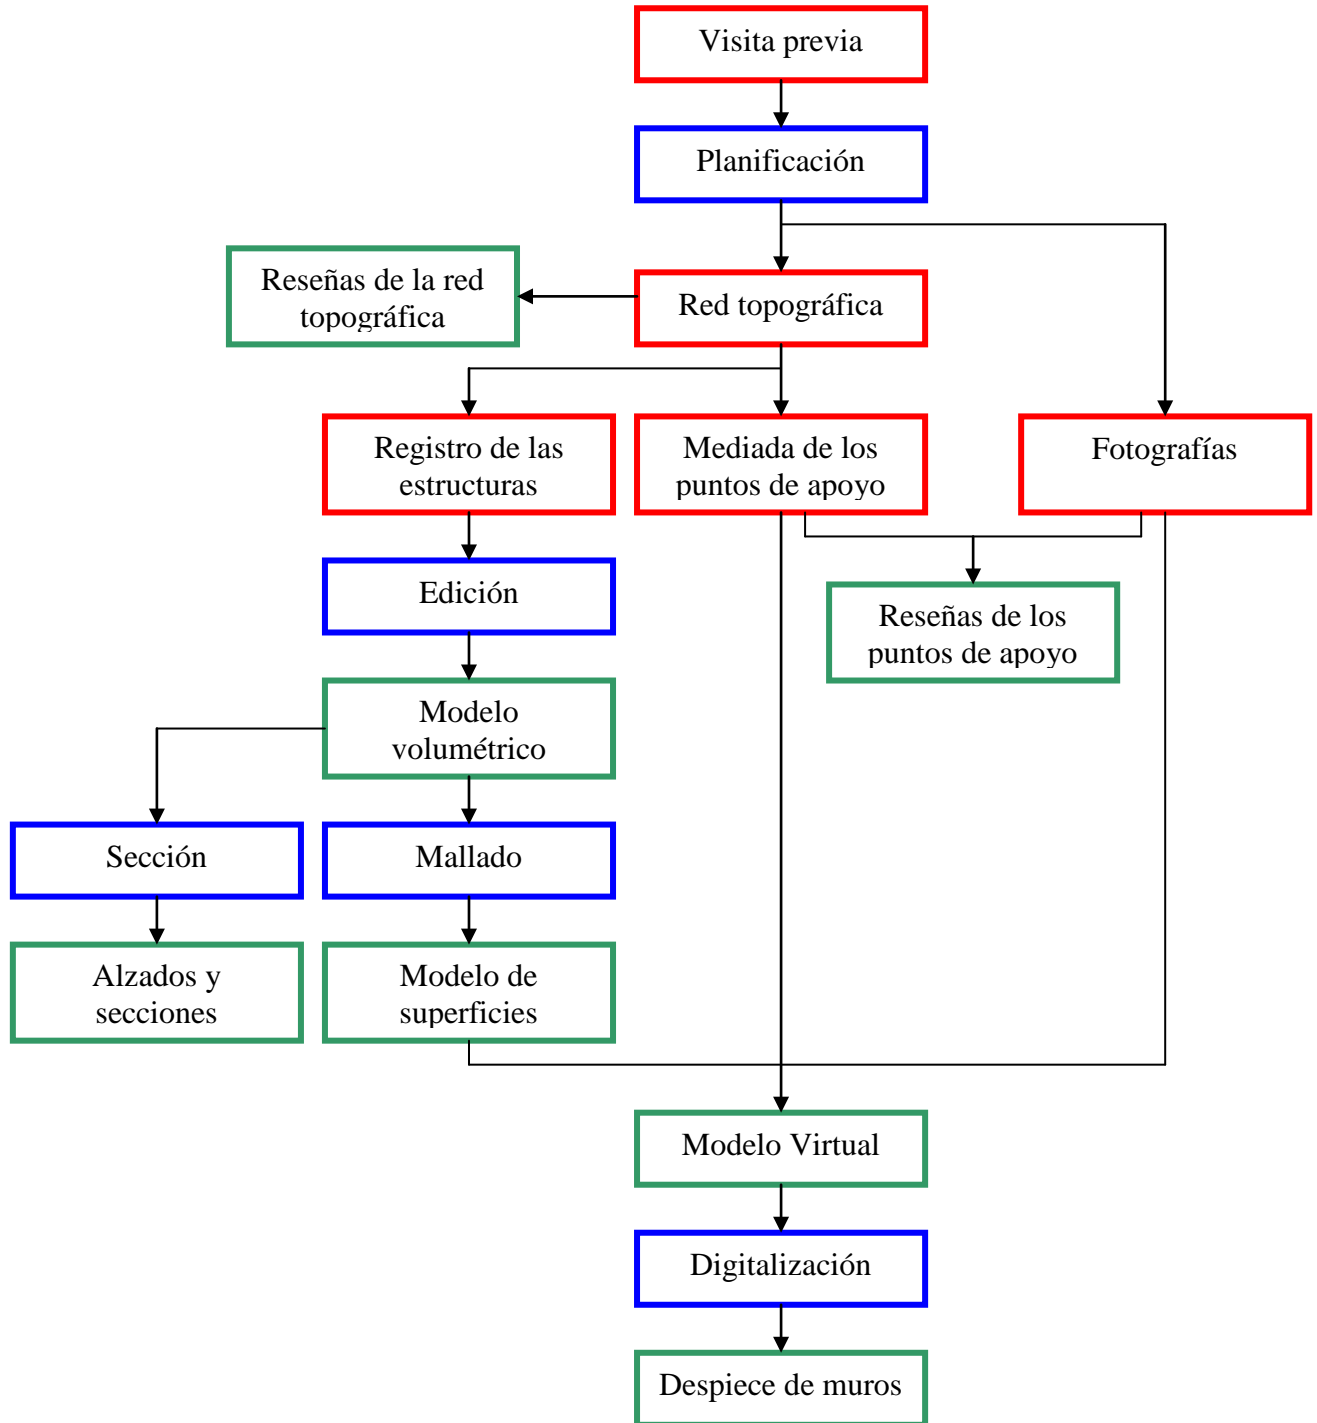 Visita previa
Planificación
Reseñas de la red
topográfica
Red topográfica
Registro de las
estructuras
Mediada de los
puntos de apoyo
Fotografías
Edición
Reseñas de los
puntos de apoyo
Modelo
volumétrico
Sección
Mallado
Alzados y
secciones
Modelo de
superficies
Modelo Virtual
Digitalización
Despiece de muros